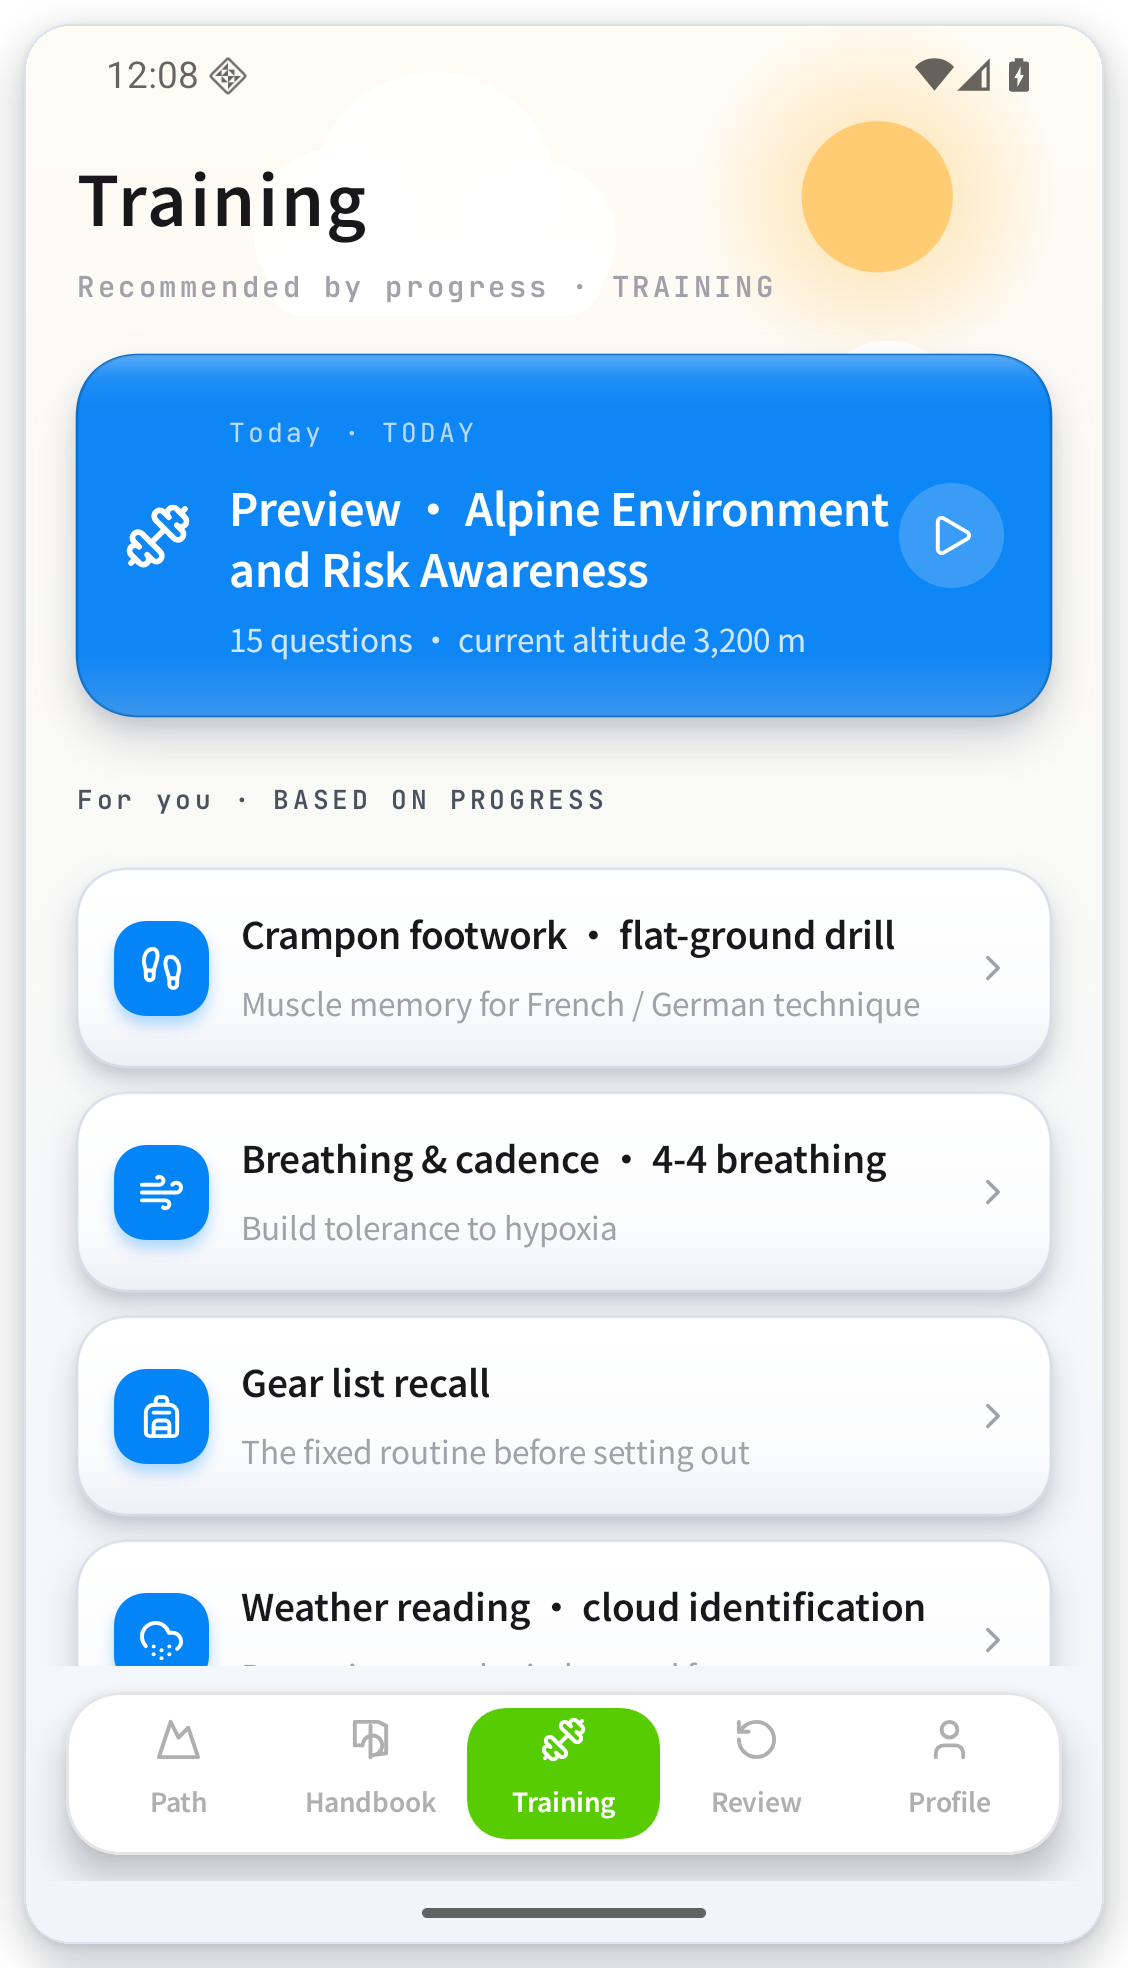 12:08
Training
Recommended by progress · TRAINING
Today · TODAY
Preview · Alpine Environment
and Risk Awareness
15 questions · current altitude 3,200 m
For you · BASED ON PROGRESS
Crampon footwork · flat-ground drill
Muscle memory for French / German technique
Breathing & cadence · 4-4 breathing
Build tolerance to hypoxia
Gear list recall
The fixed routine before setting out
Weather reading · cloud identification
Path
Handbook
Training
Review
Profile